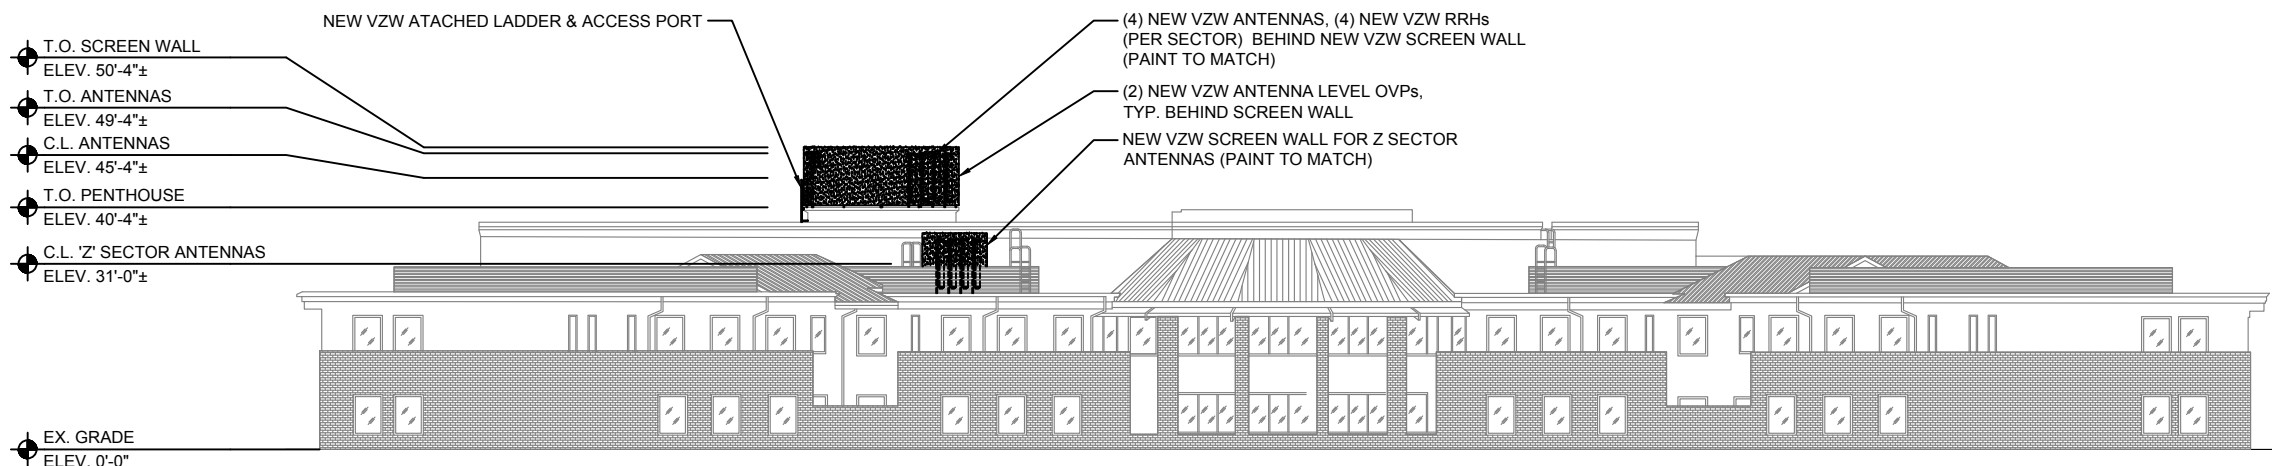 NEW VZW ATACHED LADDER & ACCESS PORT
(4) NEW VZW ANTENNAS, (4) NEW VZW RRHs
(PER SECTOR) BEHIND NEW VZW SCREEN WALL
(PAINT TO MATCH)
(2) NEW VZW ANTENNA LEVEL OVPs,
TYP. BEHIND SCREEN WALL
NEW VZW SCREEN WALL FOR Z SECTOR
ANTENNAS (PAINT TO MATCH)
T.O. SCREEN WALL
ELEV. 50'-4"±
T.O. ANTENNAS
ELEV. 49'-4"±
C.L. ANTENNAS
ELEV. 45'-4"±
T.O. PENTHOUSE
ELEV. 40'-4"±
C.L. 'Z' SECTOR ANTENNAS
ELEV. 31'-0"±
EX. GRADE
ELEV. 0'-0"